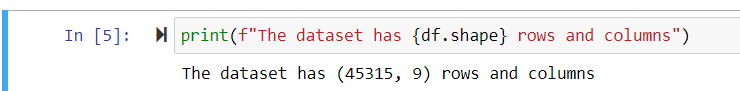 In [5]: print(f"The dataset has {df.shape} rows and columns")
The dataset has (45315, 9) rows and columns